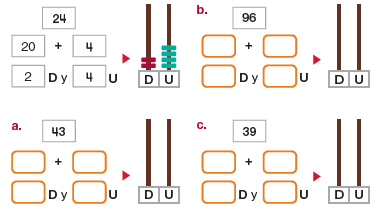 24
20 + 4
2 D y 4 U
D U
b.
96
+
D y U
D U
a.
43
+
D y U
D U
c.
39
+
D y U
D U